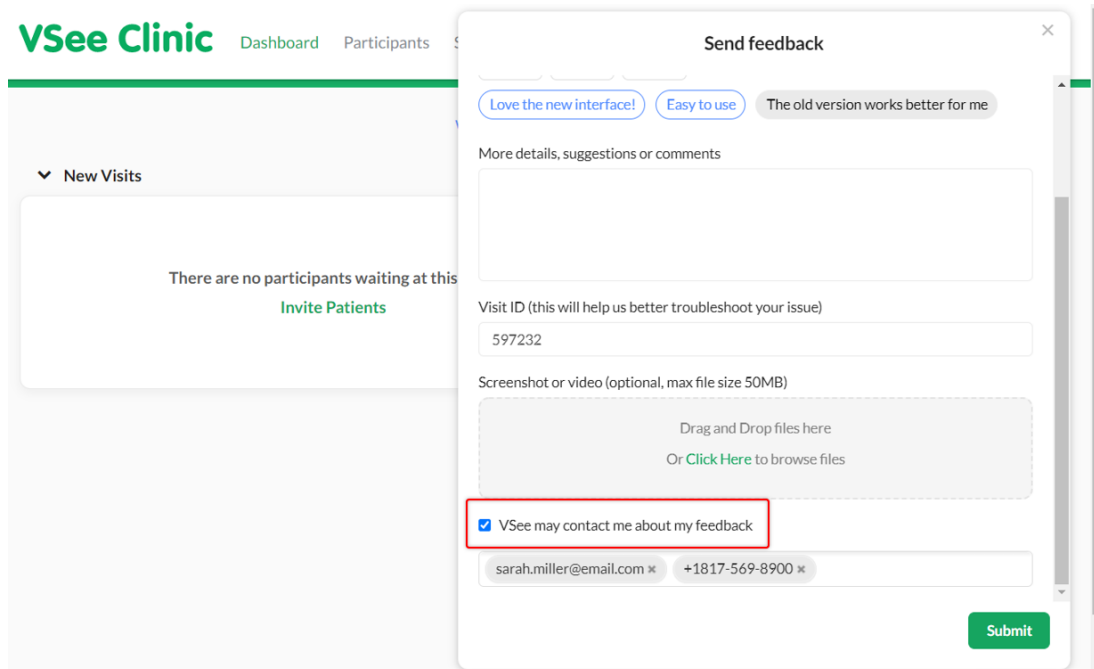 VSee Clinic Dashboard Participants
Send feedback
Love the new interface! Easy to use The old version works better for me
More details, suggestions or comments
New Visits
There are no participants waiting at this
Invite Patients
Visit ID (this will help us better troubleshoot your issue)
597232
Screenshot or video (optional, max file size 50MB)
Drag and Drop files here
Or Click Here to browse files
VSee may contact me about my feedback
sarah.miller@email.com × +1817-569-8900 ×
Submit